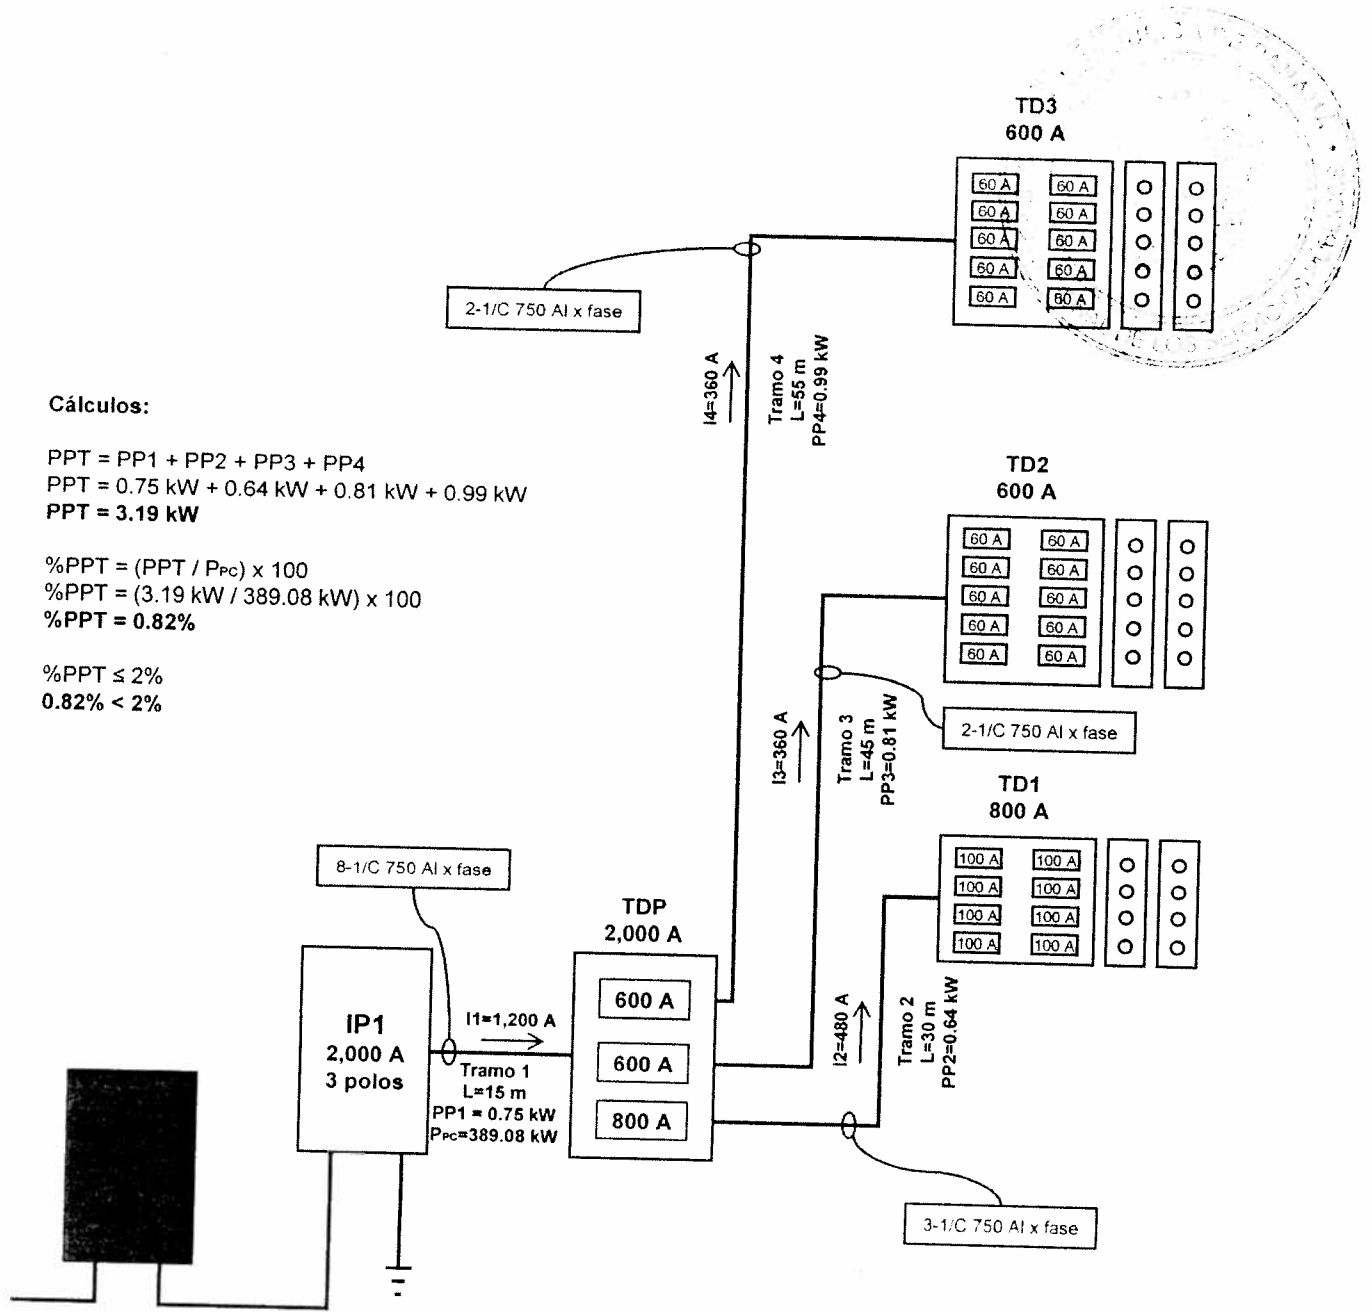 TD3
600 A
60 A 60 A
60 A 60 A
60 A 60 A
60 A 60 A
60 A 60 A
2-1/C 750 Al x fase
I4=360 A
Tramo 4
L=55 m
PP4=0.99 kW
Cálculos:
PPT = PP1 + PP2 + PP3 + PP4
PPT = 0.75 kW + 0.64 kW + 0.81 kW + 0.99 kW
PPT = 3.19 kW
%PPT = (PPT / PPC) x 100
%PPT = (3.19 kW / 389.08 kW) x 100
%PPT = 0.82%
%PPT ≤ 2%
0.82% < 2%
TD2
600 A
60 A 60 A
60 A 60 A
60 A 60 A
60 A 60 A
60 A 60 A
2-1/C 750 Al x fase
I3=360 A
Tramo 3
L=45 m
PP3=0.81 kW
TD1
800 A
100 A 100 A
100 A 100 A
100 A 100 A
100 A 100 A
8-1/C 750 Al x fase
TDP
2,000 A
600 A
600 A
800 A
IP1
2,000 A
3 polos
I1=1,200 A
Tramo 1
L=15 m
PP1 = 0.75 kW
PPC=389.08 kW
I2=480 A
Tramo 2
L=30 m
PP2=0.64 kW
3-1/C 750 Al x fase
DE PANAMA
DE LOS SERVICIOS